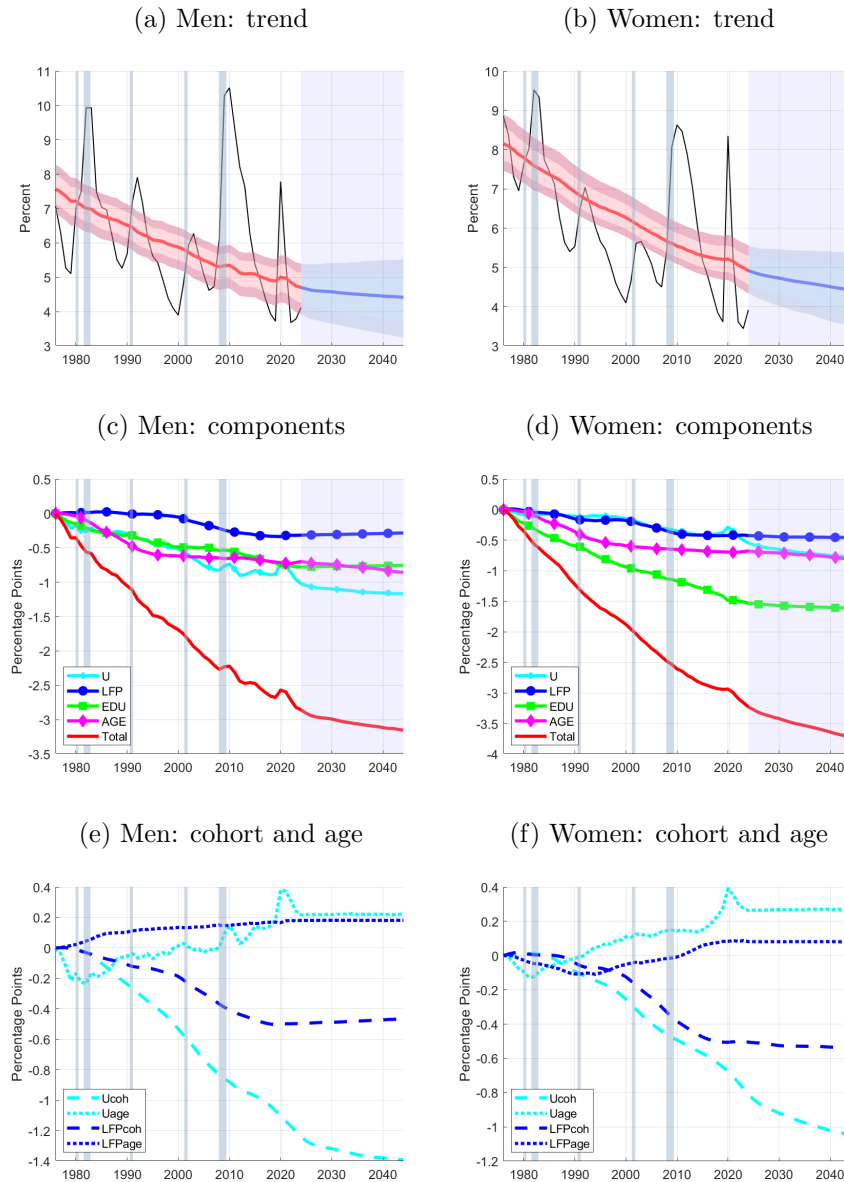 (a) Men: trend
(b) Women: trend
11
10
9
8
7
6
5
4
3
Percent
1980 1990 2000 2010 2020 2030 2040
10
9
8
7
6
5
4
3
Percent
1980 1990 2000 2010 2020 2030 2040
(c) Men: components
(d) Women: components
0.5
0
-0.5
-1
-1.5
-2
-2.5
-3
-3.5
Percentage Points
U
LFP
EDU
AGE
Total
1980 1990 2000 2010 2020 2030 2040
0.5
0
-0.5
-1
-1.5
-2
-2.5
-3
-3.5
-4
Percentage Points
U
LFP
EDU
AGE
Total
1980 1990 2000 2010 2020 2030 2040
(e) Men: cohort and age
(f) Women: cohort and age
0.4
0.2
0
-0.2
-0.4
-0.6
-0.8
-1
-1.2
-1.4
Percentage Points
Ucoh
Uage
LFPcoh
LFPage
1980 1990 2000 2010 2020 2030 2040
0.4
0.2
0
-0.2
-0.4
-0.6
-0.8
-1
-1.2
Percentage Points
Ucoh
Uage
LFPcoh
LFPage
1980 1990 2000 2010 2020 2030 2040